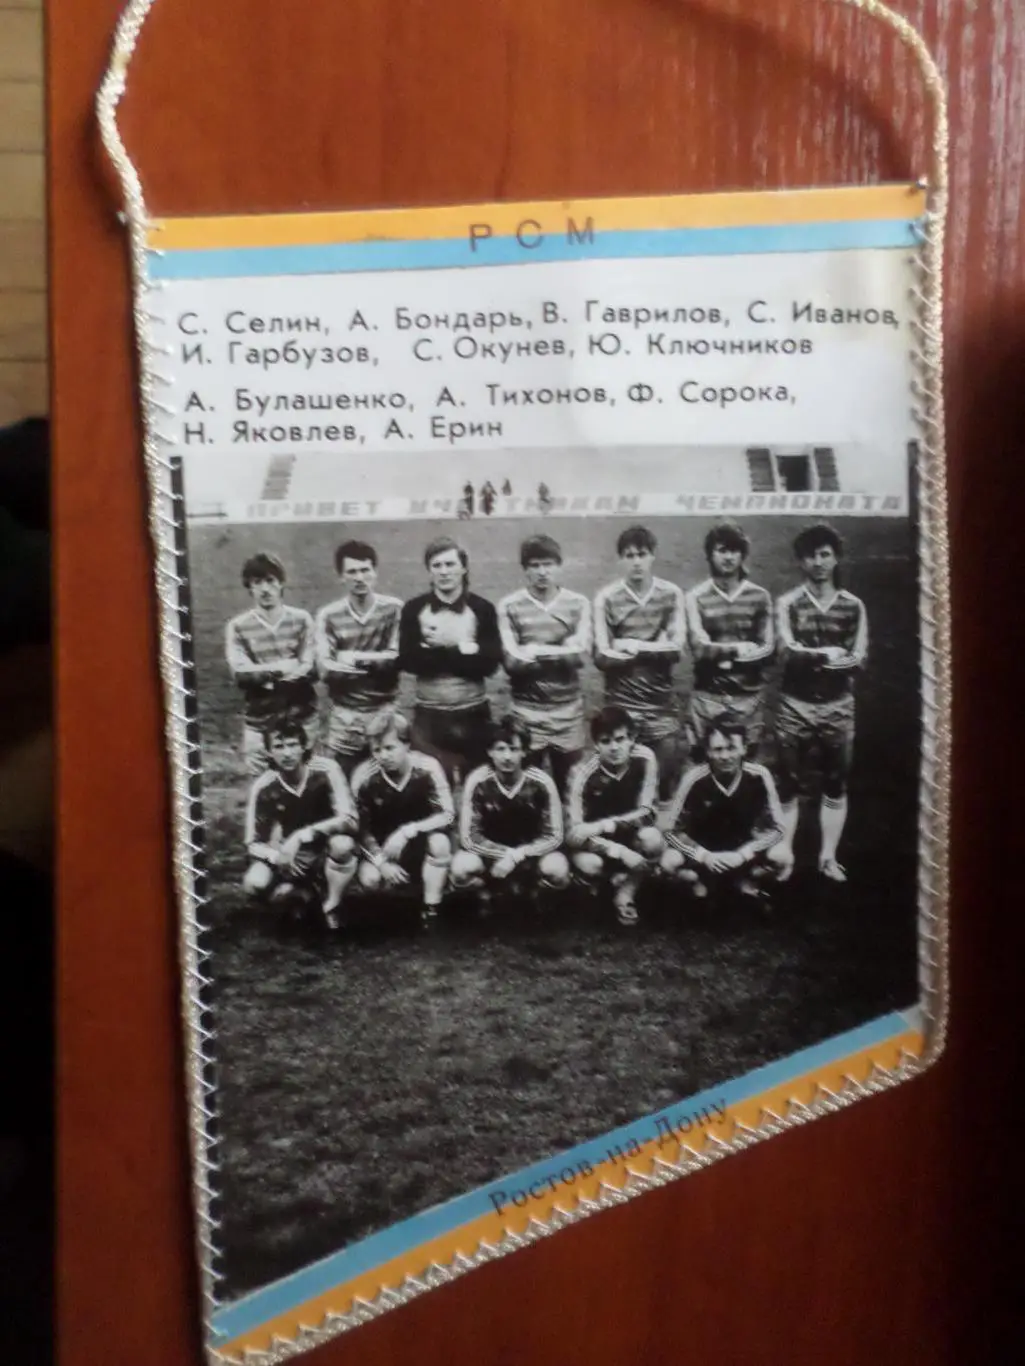 РСМ
С. Селин, А. Бондарь, В. Гаврилов, С. Иванов,
И. Гарбузов, С. Окунев, Ю. Ключников
А. Булашенко, А. Тихонов, Ф. Сорока,
Н. Яковлев, А. Ерин
ПРИВЕТ УЧАСТНИКАМ ЧЕМПИОНАТА
Ростов-на-Дону